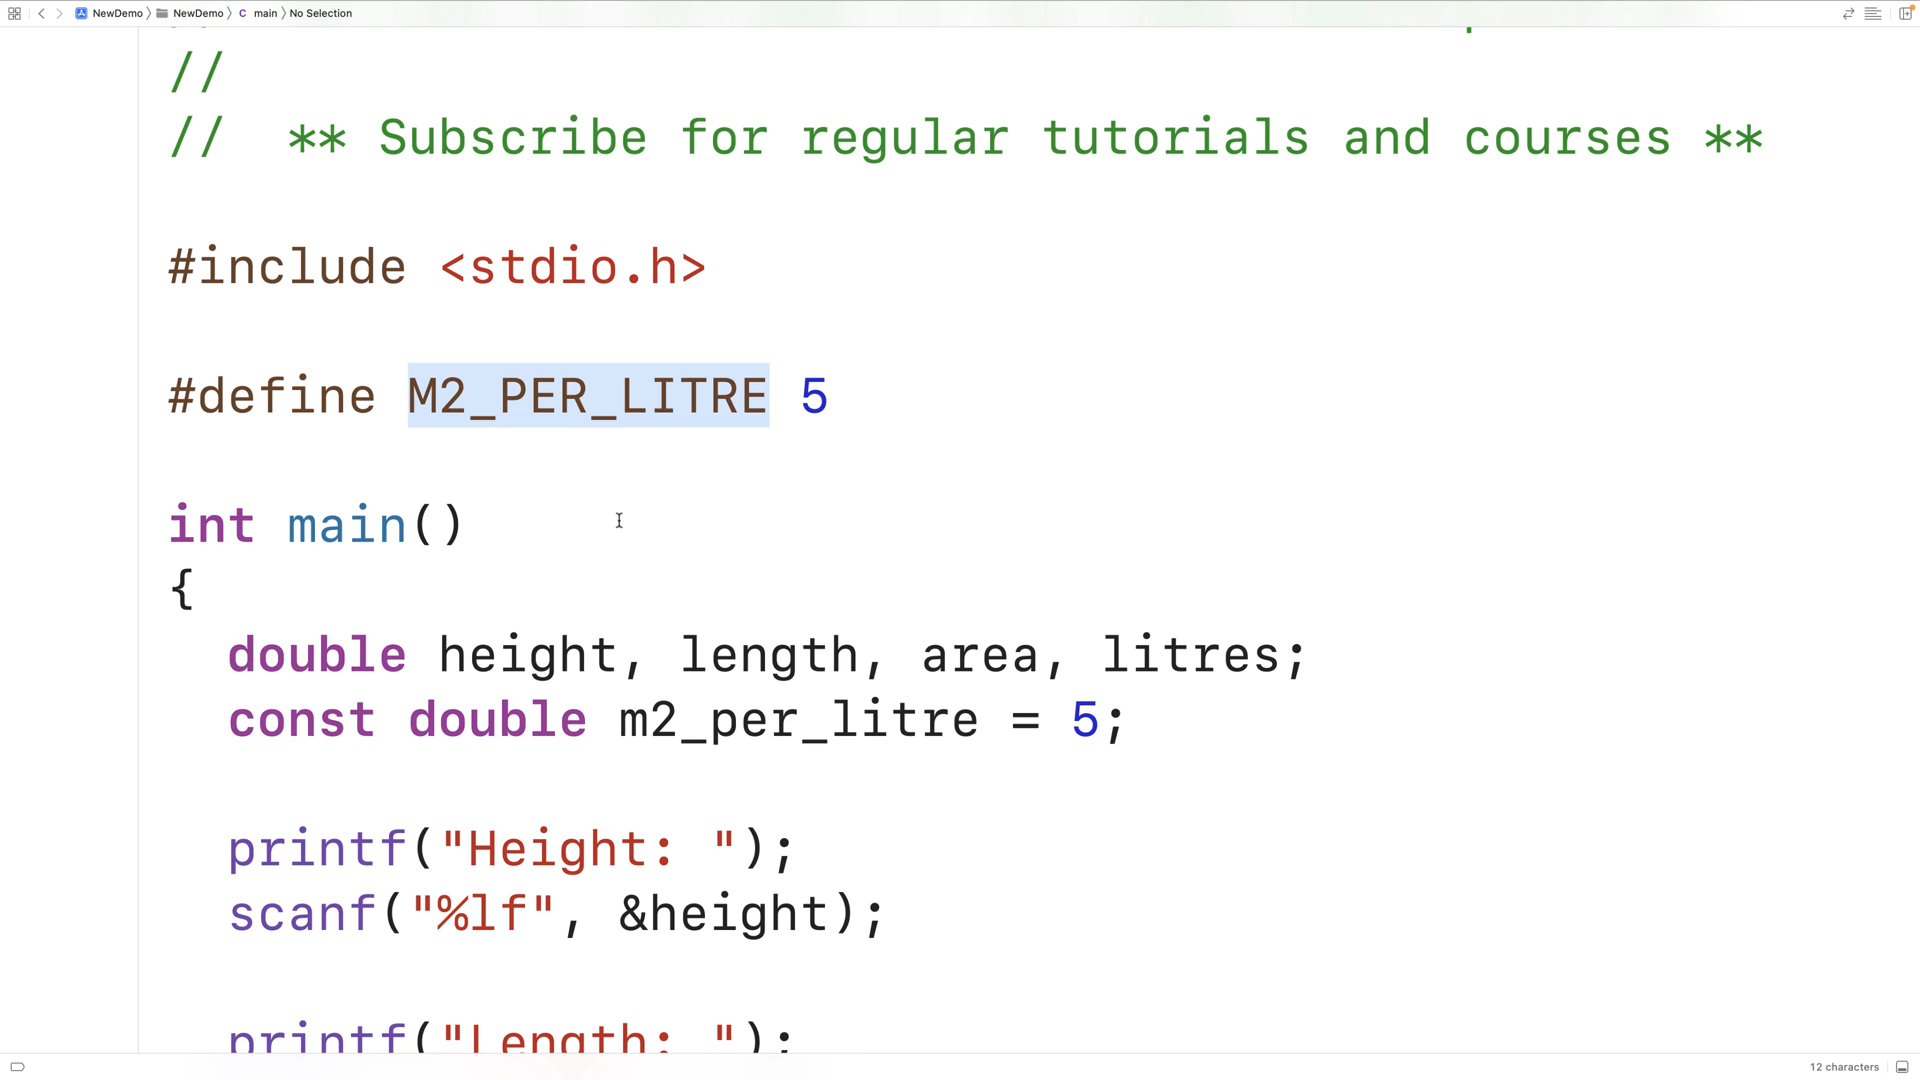 NewDemo NewDemo C main No Selection
//
// ** Subscribe for regular tutorials and courses **
#include <stdio.h>
#define M2_PER_LITRE 5
int main()
{
double height, length, area, litres;
const double m2_per_litre = 5;
printf("Height: ");
scanf("%lf", &height);
printf("Length: ");
12 characters